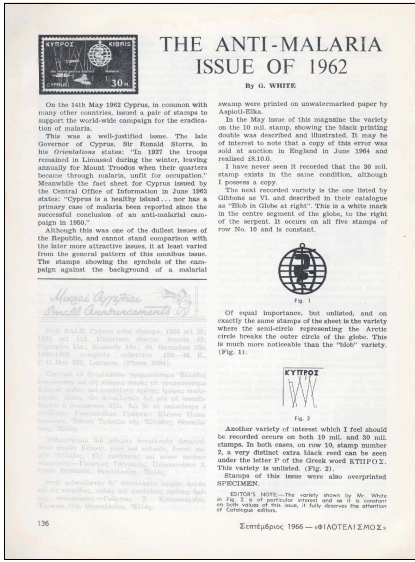 ΚΥΠΡΟΣ KIBRIS
CYPRUS 30 M.
THE ANTI-MALARIA
ISSUE OF 1962
By G. WHITE
On the 14th May 1962 Cyprus, in common with
many other countries, issued a pair of stamps to
support the world-wide campaign for the eradica-
tion of malaria.
This was a well-justified issue. The late
Governor of Cyprus, Sir Ronald Storrs, in
his Orientations states: "In 1927 the troops
remained in Limassol during the winter, leaving
annually for Mount Troodos when their quarters
became through malaria, unfit for occupation."
Meanwhile the fact sheet for Cyprus issued by
the Central Office of Information in June 1963
states: "Cyprus is a healthy island . . . nor has a
primary case of malaria been reported since the
successful conclusion of an anti-malarial cam-
paign in 1950."
Although this was one of the dullest issues of
the Republic, and cannot stand comparison with
the later more attractive issues, it at least varied
from the general pattern of this omnibus issue.
The stamps showing the symbols of the cam-
paign against the background of a malarial
swamp were printed on unwatermarked paper by
Aspioti-Elka.
In the May issue of this magazine the variety
on the 10 mil. stamp, showing the black printing
double was described and illustrated. It may be
of interest to note that a copy of this error was
sold at auction in England in June 1964 and
realised £8.10.0.
I have never seen it recorded that the 30 mil.
stamp exists in the same condition, although
I possess a copy.
The next recorded variety is the one listed by
Gibbons as VI. and described in their catalogue
as "Blob in Globe at right". This is a white mark
in the centre segment of the globe, to the right
of the serpent. It occurs on all five stamps of
row No. 10 and is constant.
Fig. 1
Of equal importance, but unlisted, and on
exactly the same stamps of the sheet is the variety
where the semi-circle representing the Arctic
circle breaks the outer circle of the globe. This
is much more noticeable than the "blob" variety.
(Fig. 1).
ΚΥΠΡΟΣ
Fig. 2
Another variety of interest which I feel should
be recorded occurs on both 10 mil. and 30 mil.
stamps. In both cases, on row 10, stamp number
2, a very distinct extra black reed can be seen
under the letter P of the Greek word ΚΤΠΡΟΣ.
This variety is unlisted. (Fig. 2).
Stamps of this issue were also overprinted
SPECIMEN.
EDITOR'S NOTE:—The variety shown by Mr. White
in Fig. 2 is of particular interest and as it is constant
on both values of this issue, it fully deserves the attention
of Catalogue editors.
Μικραί Αγγελίαι
Small Announcements
136
Σεπτέμβριος 1966 — «ΦΙΛΟΤΕΛΙΣΜΟΣ»